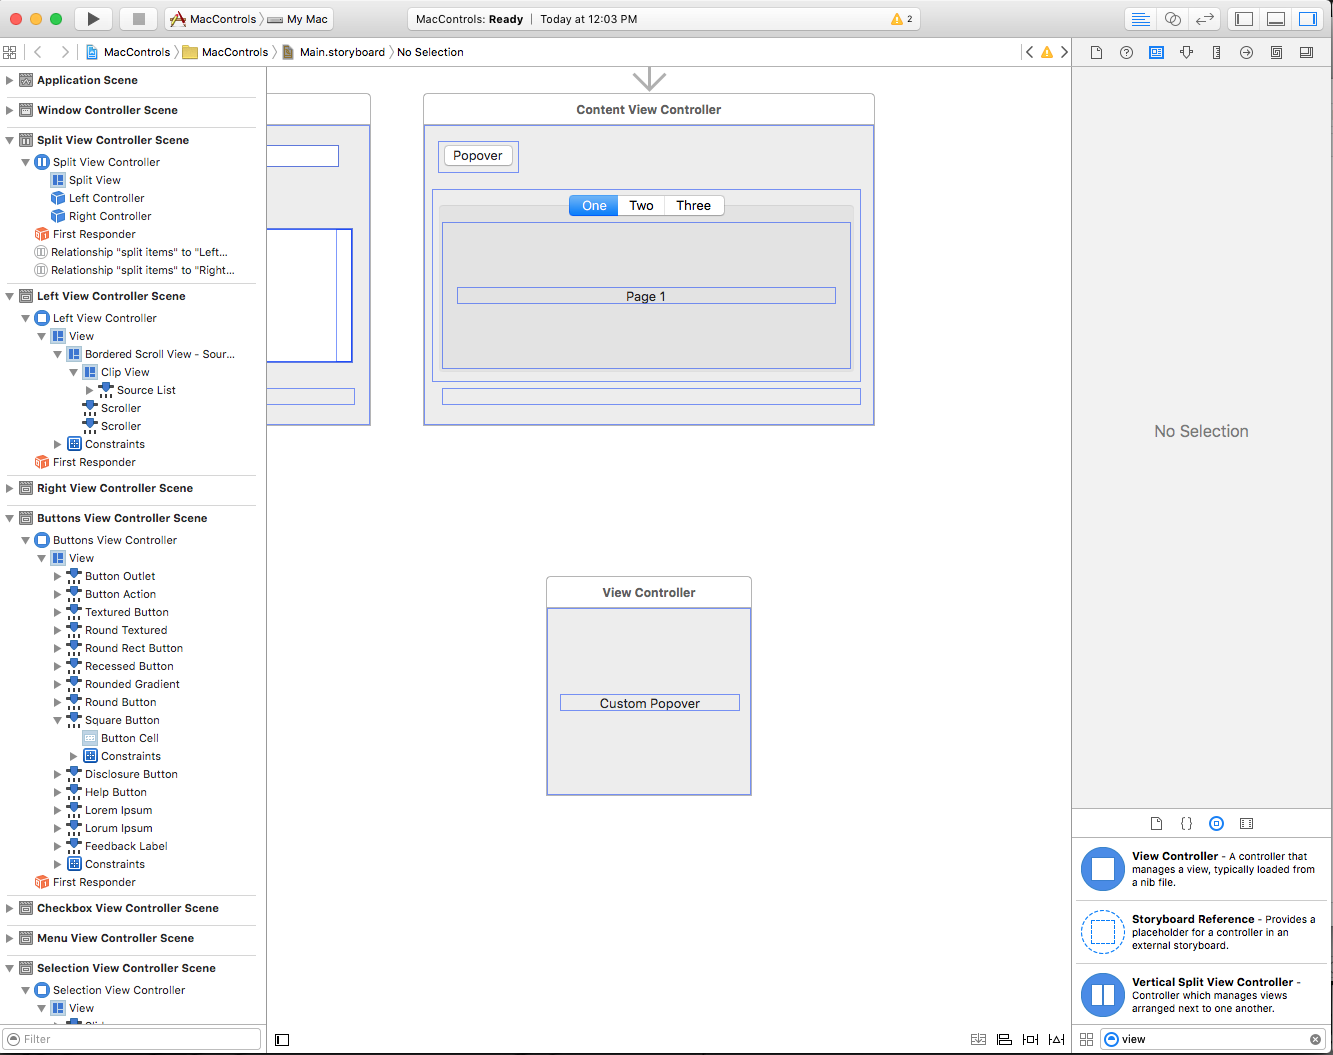 MacControls
My Mac
MacControls: Ready | Today at 12:03 PM
2
MacControls
MacControls
Main.storyboard
No Selection
Application Scene
Window Controller Scene
Split View Controller Scene
Split View Controller
Split View
Left Controller
Right Controller
First Responder
Relationship "split items" to "Left...
Relationship "split items" to "Right...
Left View Controller Scene
Left View Controller
View
Bordered Scroll View - Sour...
Clip View
Source List
Scroller
Scroller
Constraints
First Responder
Right View Controller Scene
Buttons View Controller Scene
Buttons View Controller
View
Button Outlet
Button Action
Textured Button
Round Textured
Round Rect Button
Recessed Button
Rounded Gradient
Round Button
Square Button
Button Cell
Constraints
Disclosure Button
Help Button
Lorem Ipsum
Lorum Ipsum
Feedback Label
Constraints
First Responder
Checkbox View Controller Scene
Menu View Controller Scene
Selection View Controller Scene
Selection View Controller
View
Filter
Content View Controller
Popover
One Two Three
Page 1
View Controller
Custom Popover
No Selection
{}
View Controller - A controller that
manages a view, typically loaded from
a nib file.
Storyboard Reference - Provides a
placeholder for a controller in an
external storyboard.
Vertical Split View Controller -
Controller which manages views
arranged next to one another.
view